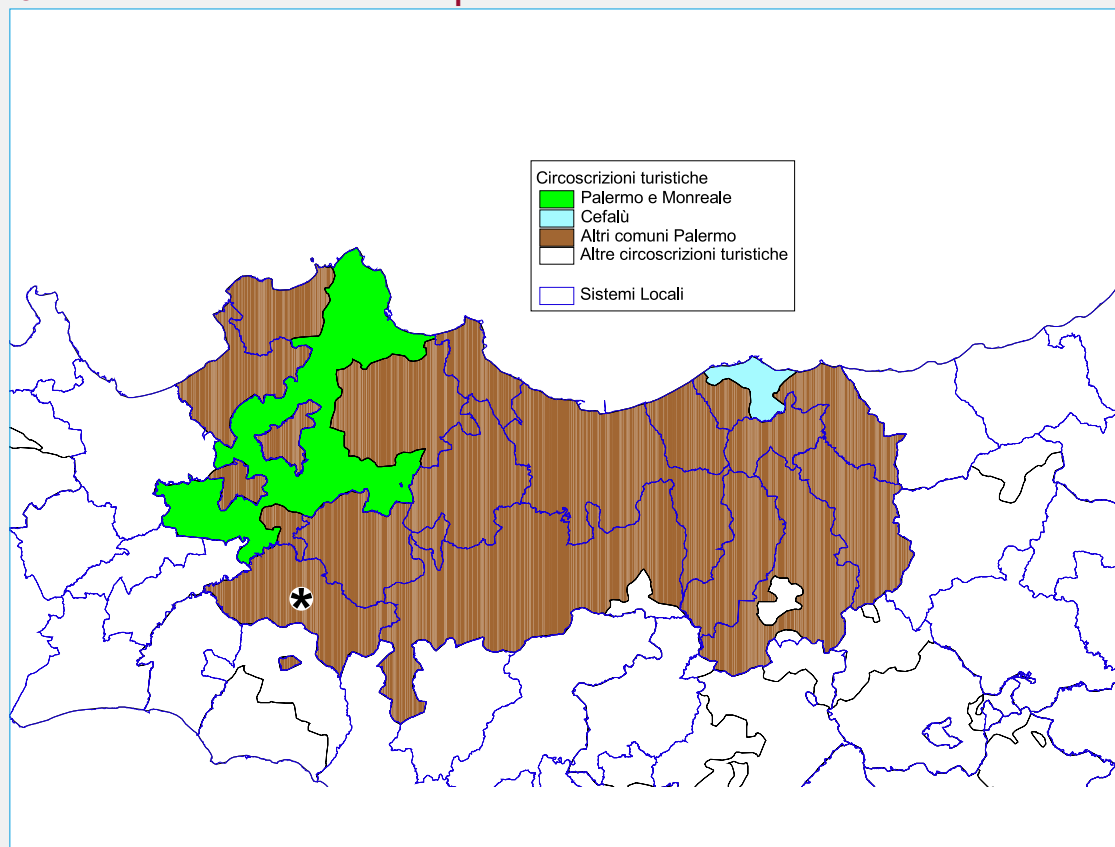 Circoscrizioni turistiche
Palermo e Monreale
Cefalù
Altri comuni Palermo
Altre circoscrizioni turistiche
Sistemi Locali
*